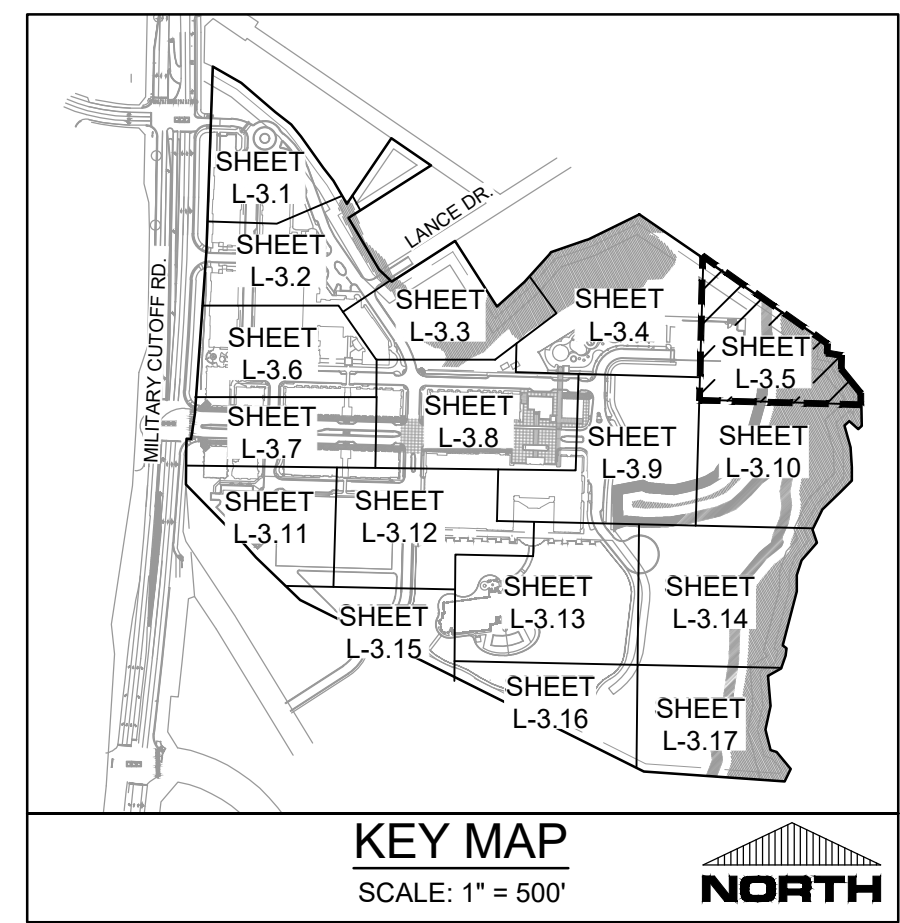 SHEET
L-3.1
LANCE DR.
SHEET
L-3.2
MILITARY CUTOFF RD.
SHEET
L-3.3
SHEET
L-3.4
SHEET
L-3.5
SHEET
L-3.6
SHEET
L-3.7
SHEET
L-3.8
SHEET
L-3.9
SHEET
L-3.10
SHEET
L-3.11
SHEET
L-3.12
SHEET
L-3.13
SHEET
L-3.14
SHEET
L-3.15
SHEET
L-3.16
SHEET
L-3.17
KEY MAP
SCALE: 1" = 500'
NORTH